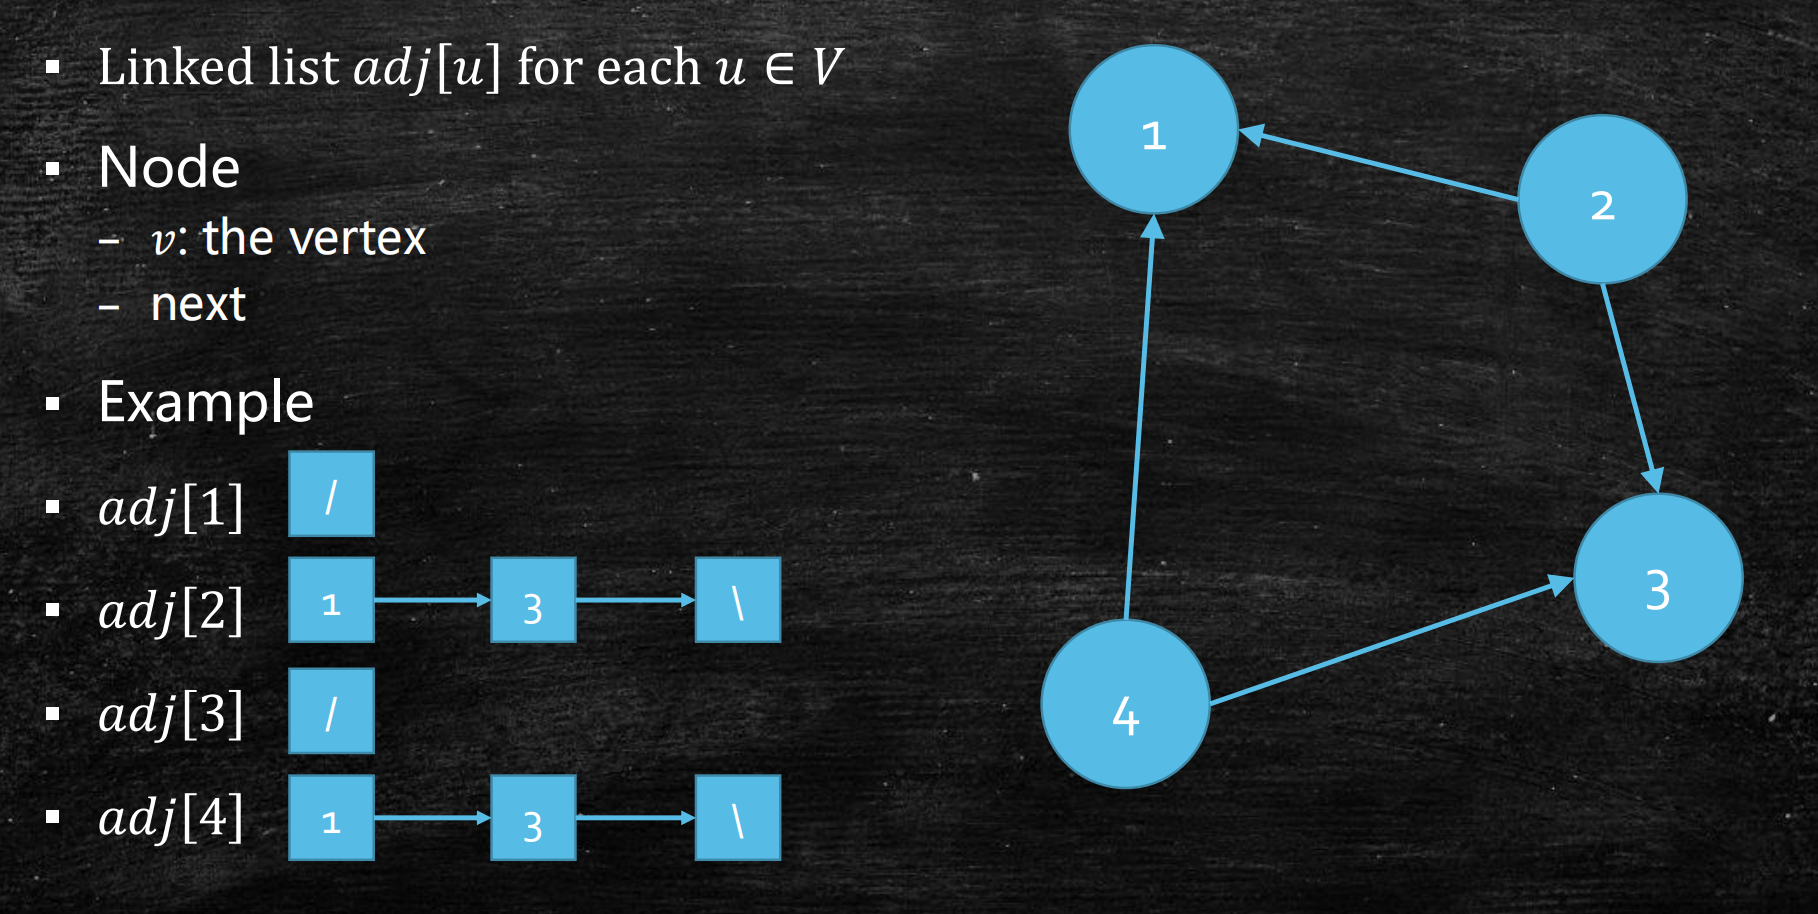 ▪ Linked list adj[u] for each u ∈ V
▪ Node
– v: the vertex
– next
▪ Example
▪ adj[1] /
▪ adj[2] 1 3 \
▪ adj[3] /
▪ adj[4] 1 3 \
1
2
3
4